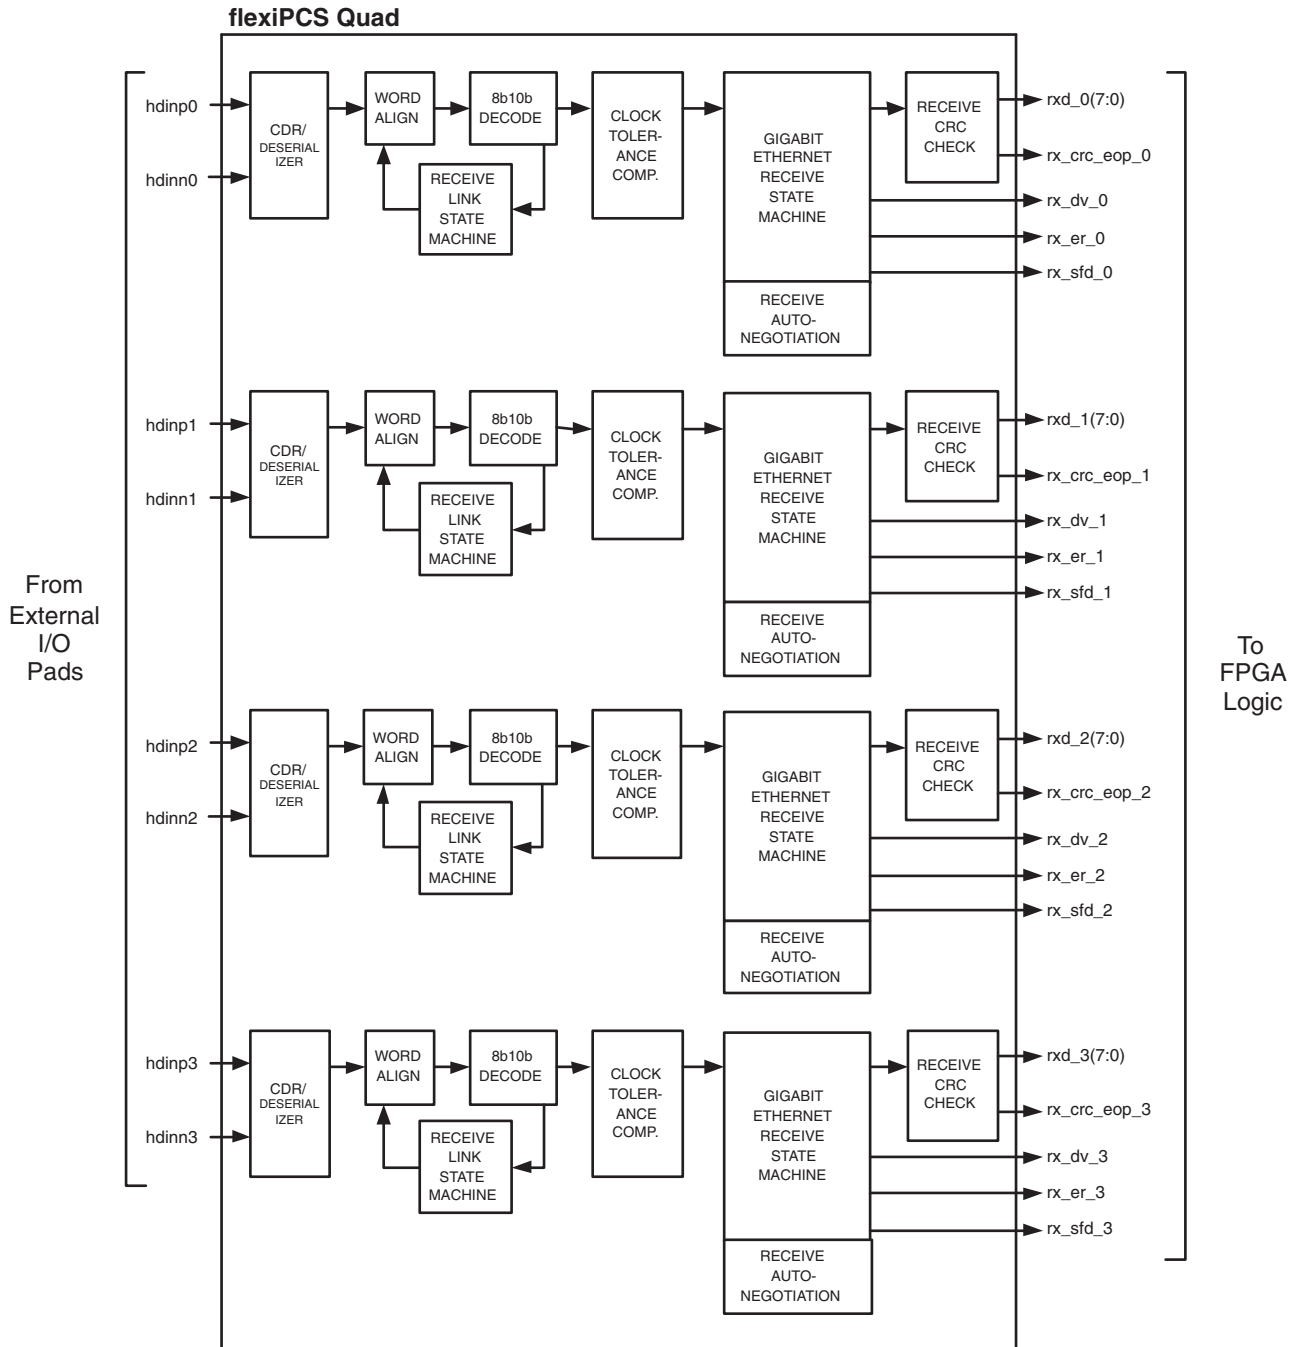 flexiPCS Quad
hdinp0
hdinn0
CDR/
DESERIAL
IZER
WORD
ALIGN
8b10b
DECODE
RECEIVE
LINK
STATE
MACHINE
CLOCK
TOLER-
ANCE
COMP.
GIGABIT
ETHERNET
RECEIVE
STATE
MACHINE
RECEIVE
AUTO-
NEGOTIATION
RECEIVE
CRC
CHECK
rxd_0(7:0)
rx_crc_eop_0
rx_dv_0
rx_er_0
rx_sfd_0
hdinp1
hdinn1
CDR/
DESERIAL
IZER
WORD
ALIGN
8b10b
DECODE
RECEIVE
LINK
STATE
MACHINE
CLOCK
TOLER-
ANCE
COMP.
GIGABIT
ETHERNET
RECEIVE
STATE
MACHINE
RECEIVE
AUTO-
NEGOTIATION
RECEIVE
CRC
CHECK
rxd_1(7:0)
rx_crc_eop_1
rx_dv_1
rx_er_1
rx_sfd_1
From
External
I/O
Pads
To
FPGA
Logic
hdinp2
hdinn2
CDR/
DESERIAL
IZER
WORD
ALIGN
8b10b
DECODE
RECEIVE
LINK
STATE
MACHINE
CLOCK
TOLER-
ANCE
COMP.
GIGABIT
ETHERNET
RECEIVE
STATE
MACHINE
RECEIVE
AUTO-
NEGOTIATION
RECEIVE
CRC
CHECK
rxd_2(7:0)
rx_crc_eop_2
rx_dv_2
rx_er_2
rx_sfd_2
hdinp3
hdinn3
CDR/
DESERIAL
IZER
WORD
ALIGN
8b10b
DECODE
RECEIVE
LINK
STATE
MACHINE
CLOCK
TOLER-
ANCE
COMP.
GIGABIT
ETHERNET
RECEIVE
STATE
MACHINE
RECEIVE
AUTO-
NEGOTIATION
RECEIVE
CRC
CHECK
rxd_3(7:0)
rx_crc_eop_3
rx_dv_3
rx_er_3
rx_sfd_3